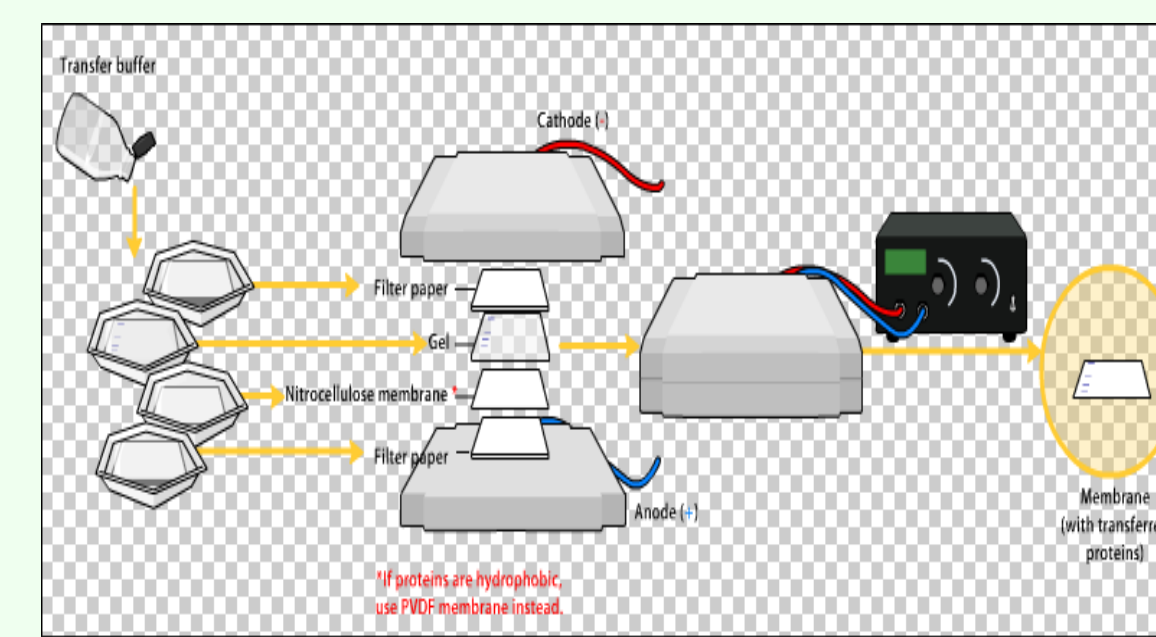 Transfer buffer
Cathode (-)
Filter paper
Gel
Nitrocellulose membrane *
Filter paper
Anode (+)
*If proteins are hydrophobic,
use PVDF membrane instead.
Membrane
(with transferre
proteins)